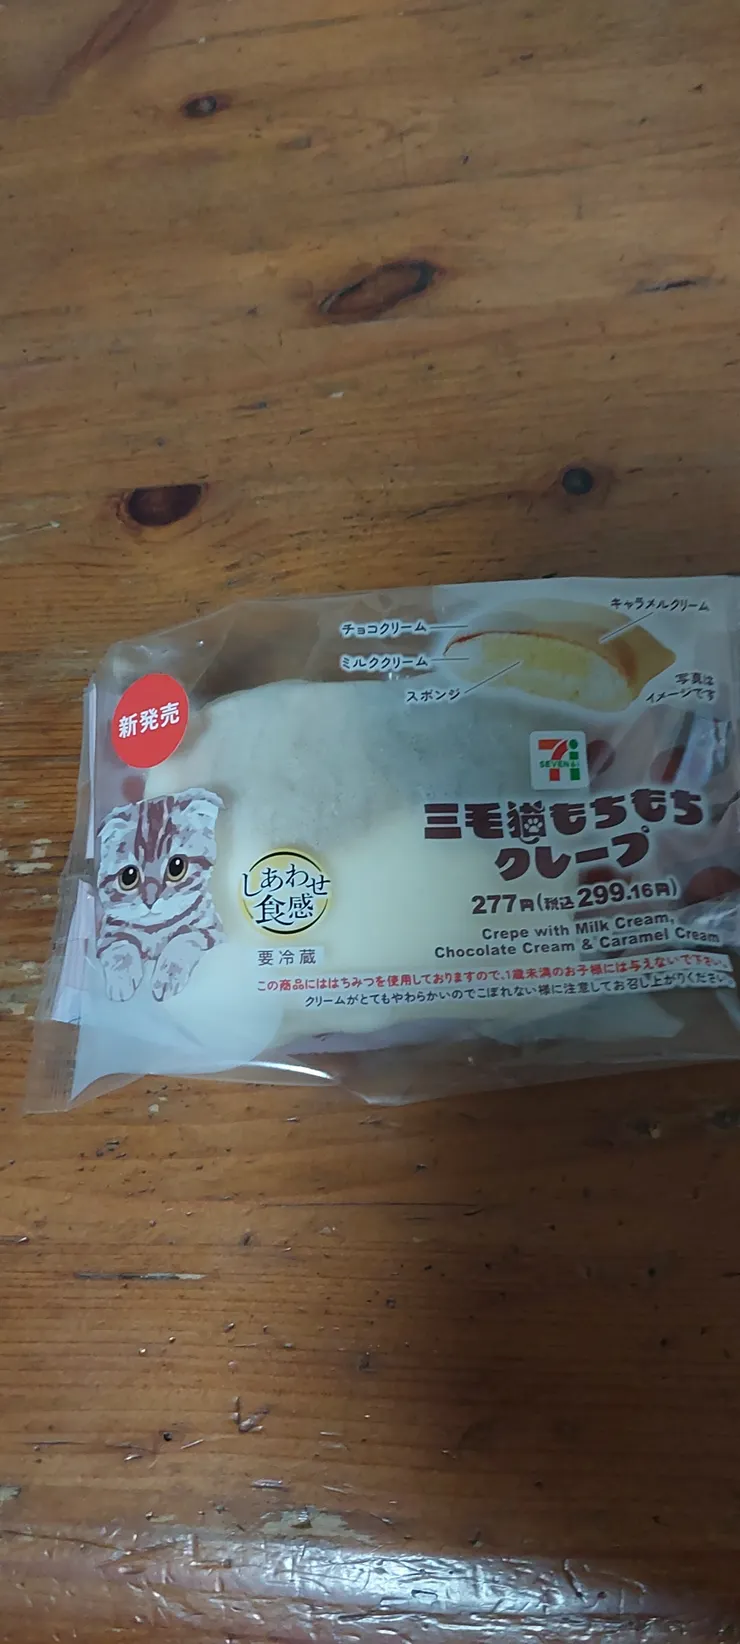 チョコクリーム
キャラメルクリーム
ミルククリーム
スポンジ
写真は
イメージです
新発売
7i
SEVEN&i
三毛猫もちもち
クレープ
277円(税込299.16円)
しあわせ
食感
要冷蔵
Crepe with Milk Cream,
Chocolate Cream & Caramel Cream
この商品にははちみつを使用しておりますので、1歳未満のお子様には与えないで下さい。
クリームがとてもやわらかいのでこぼれない様に注意してお召し上がりください。